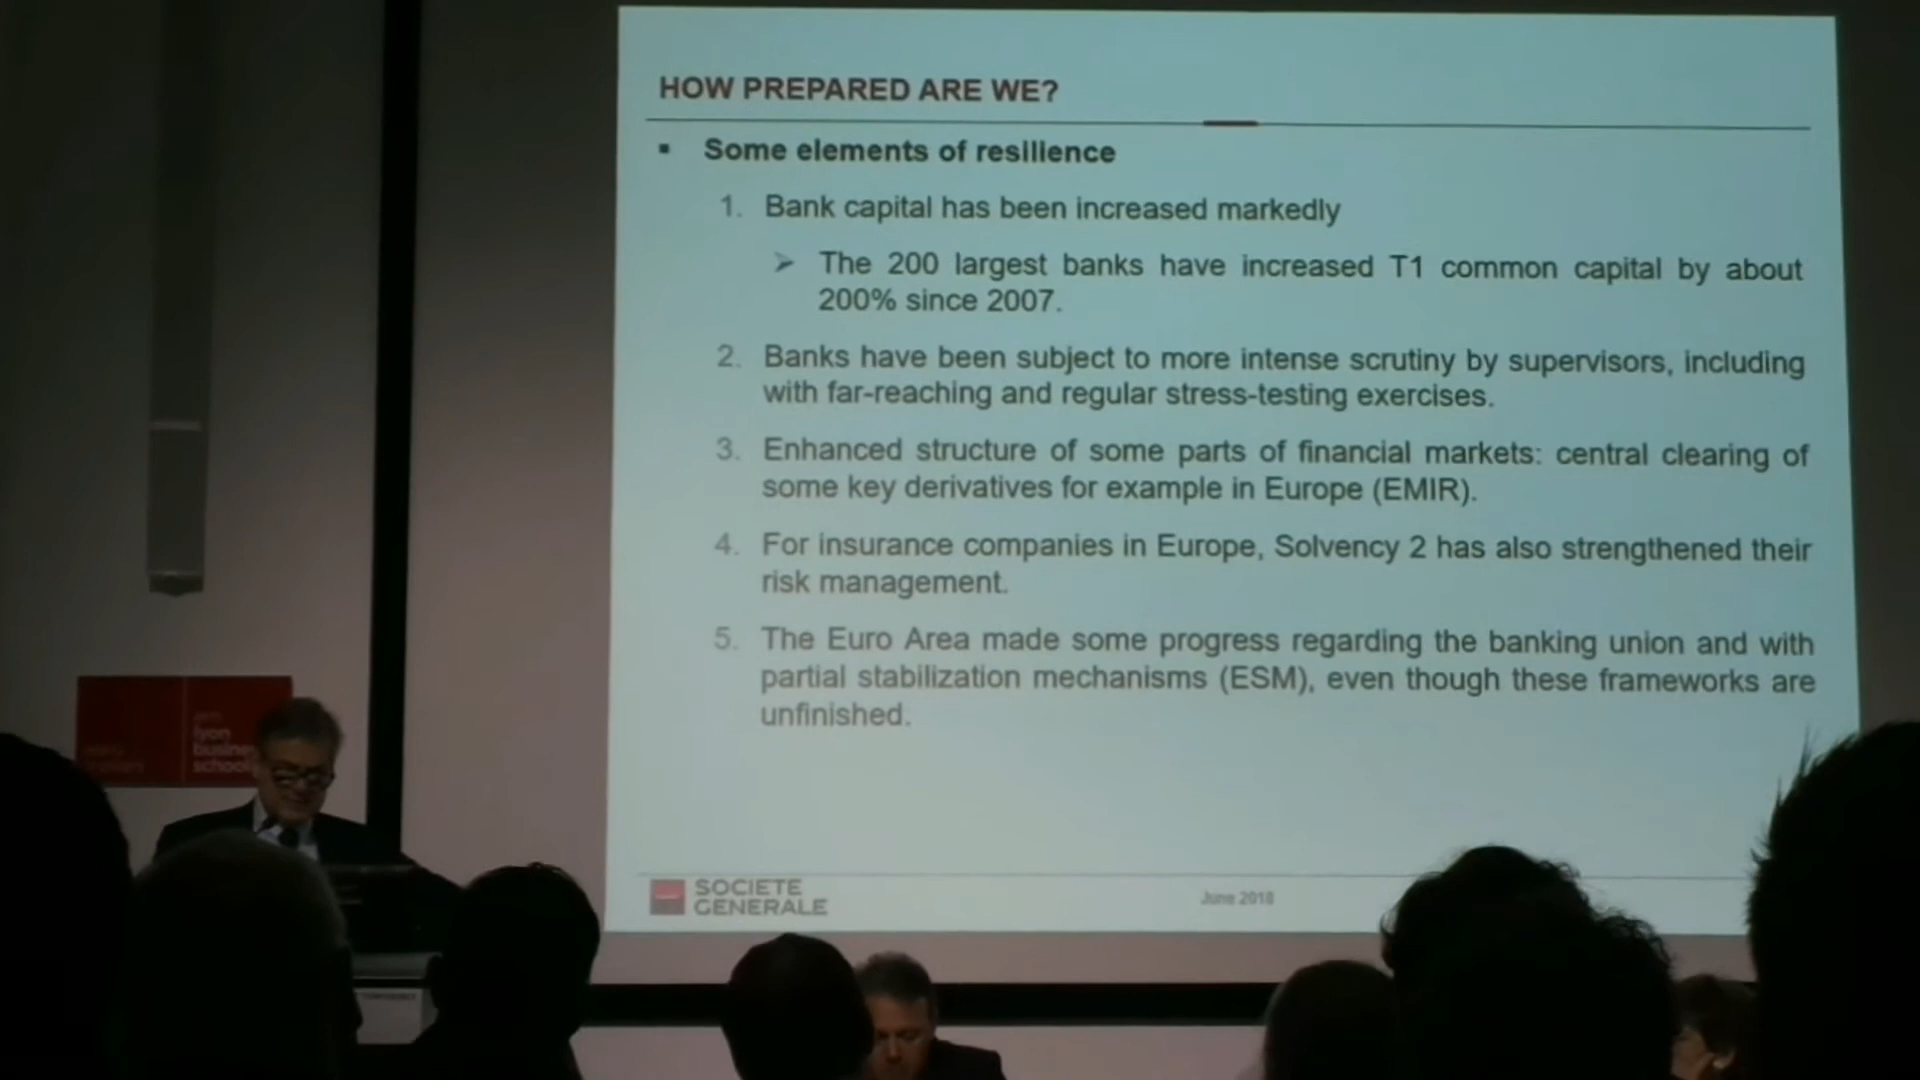 HOW PREPARED ARE WE?
▪ Some elements of resilience
1. Bank capital has been increased markedly
➢ The 200 largest banks have increased T1 common capital by about
200% since 2007.
2. Banks have been subject to more intense scrutiny by supervisors, including
with far-reaching and regular stress-testing exercises.
3. Enhanced structure of some parts of financial markets: central clearing of
some key derivatives for example in Europe (EMIR).
4. For insurance companies in Europe, Solvency 2 has also strengthened their
risk management.
5. The Euro Area made some progress regarding the banking union and with
partial stabilization mechanisms (ESM), even though these frameworks are
unfinished.
SOCIETE
GENERALE
June 2018
lyon
busine
school